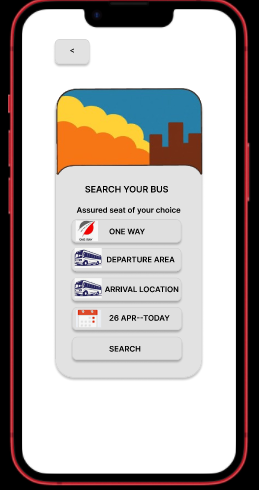 <
SEARCH YOUR BUS
Assured seat of your choice
ONE WAY
DEPARTURE AREA
ARRIVAL LOCATION
26 APR--TODAY
SEARCH